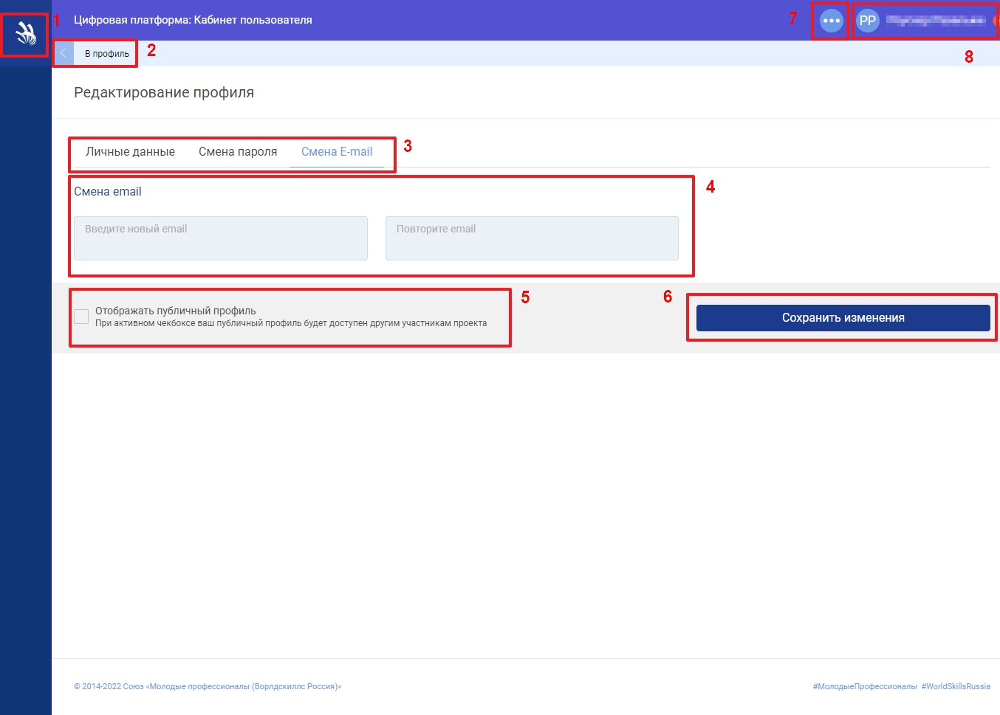 1
Цифровая платформа: Кабинет пользователя
7
PP
В профиль
2
8
Редактирование профиля
Личные данные Смена пароля Смена E-mail
3
Смена email
4
Введите новый email Повторите email
5
6
Отображать публичный профиль
При активном чекбоксе ваш публичный профиль будет доступен другим участникам проекта
Сохранить изменения
© 2014-2022 Союз «Молодые профессионалы (Ворлдскиллс Россия)»
#МолодыеПрофессионалы #WorldSkillsRussia